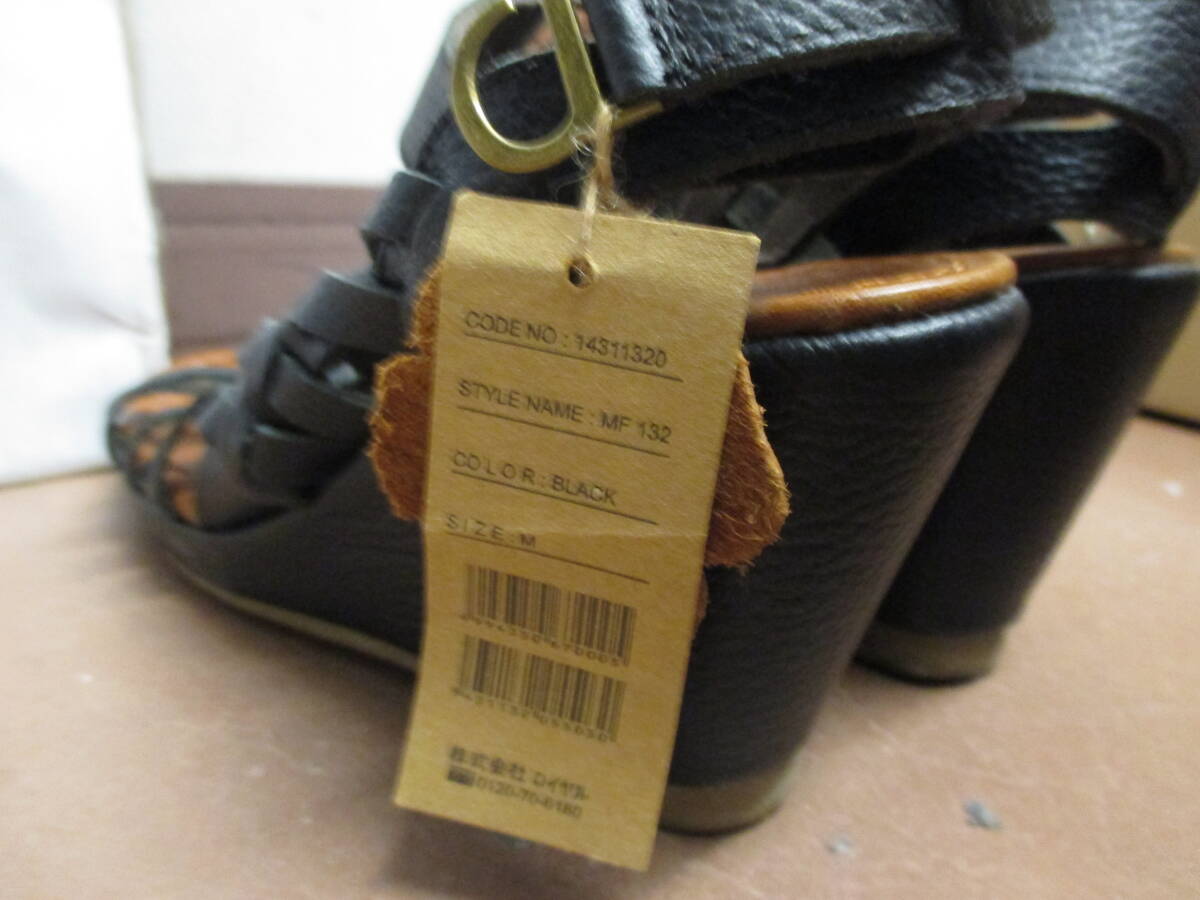 CODE NO : 14311320
STYLE NAME : MF 132
COLOR : BLACK
SIZE : M
株式会社 ロイヤル
0120-70-6180